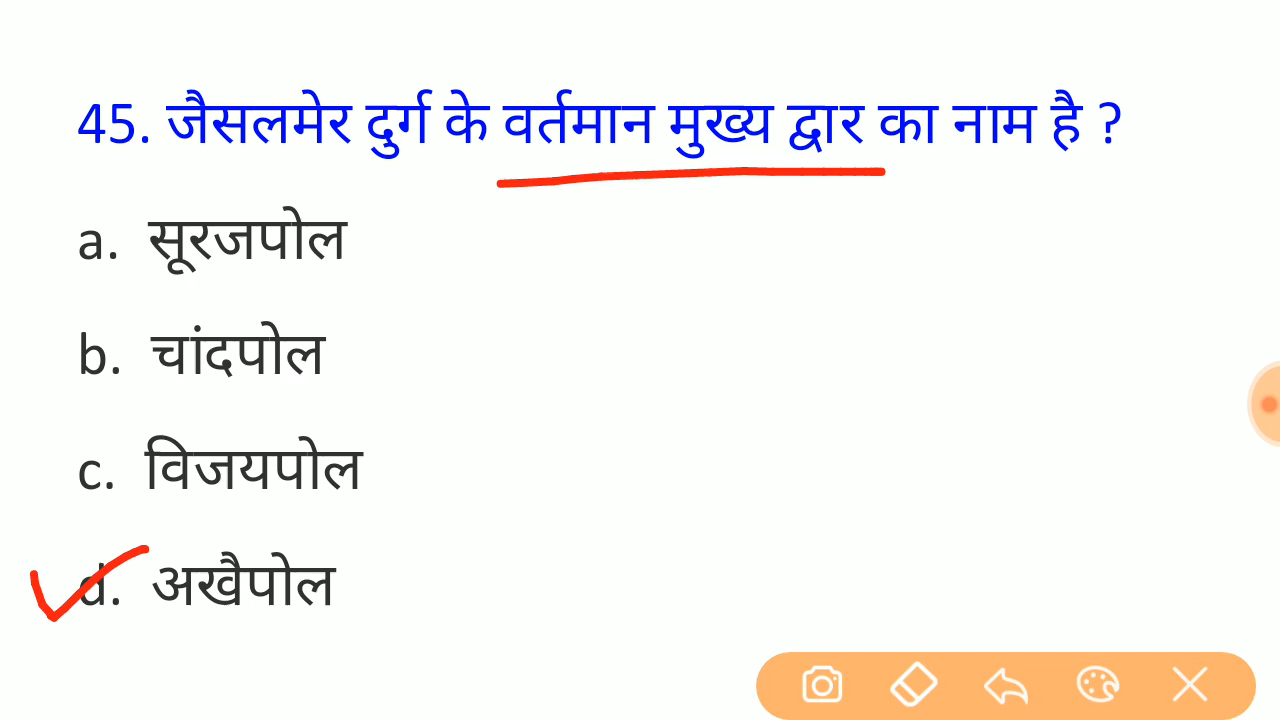 45. जैसलमेर दुर्ग के वर्तमान मुख्य द्वार का नाम है ?
a. सूरजपोल
b. चांदपोल
c. विजयपोल
d. अखैपोल